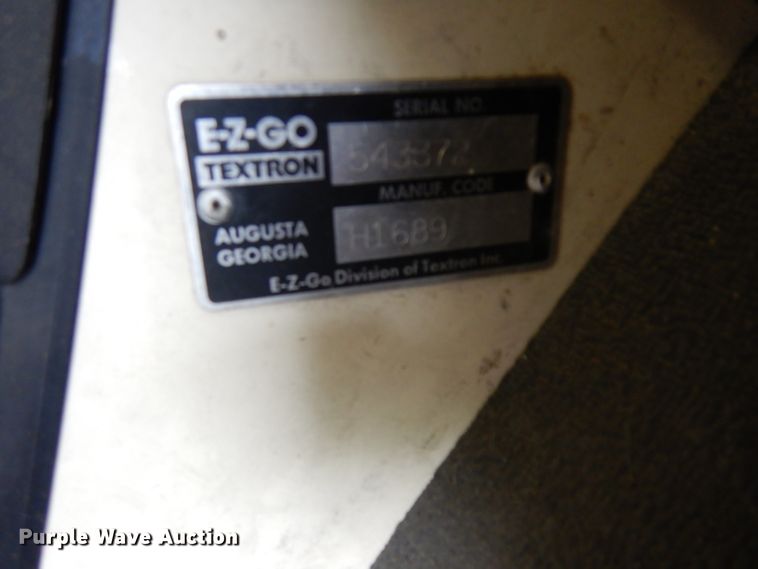 SERIAL NO.
E-Z-GO
TEXTRON
543372
MANUF. CODE
AUGUSTA
GEORGIA
H1689
E-Z-Go Division of Textron Inc.
Purple Wave Auction